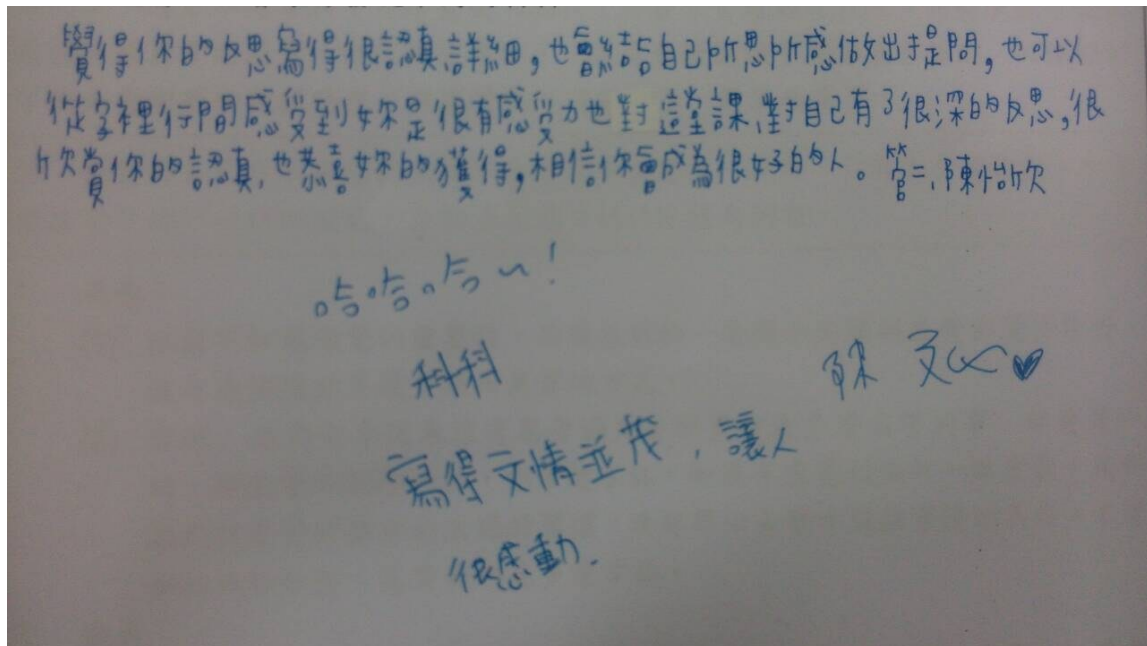 覺得你的反思寫得很認真詳細，也會結合自己所思所感做出提問，也可以
從字裡行間感受到妳是很有感受力也對這堂課、對自己有了很深的反思，很
欣賞你的認真，也恭喜妳的獲得，相信你會成為很好的人。管二、陳怡欣
哈哈哈～！
科科
陳 文心♥
寫得文情並茂，讓人
很感動.